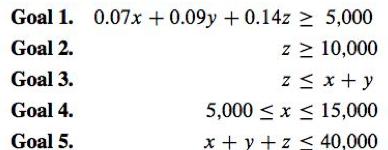 Goal 1. 0.07x + 0.09y + 0.14z ≥ 5,000
Goal 2. z ≥ 10,000
Goal 3. z ≤ x + y
Goal 4. 5,000 ≤ x ≤ 15,000
Goal 5. x + y + z ≤ 40,000